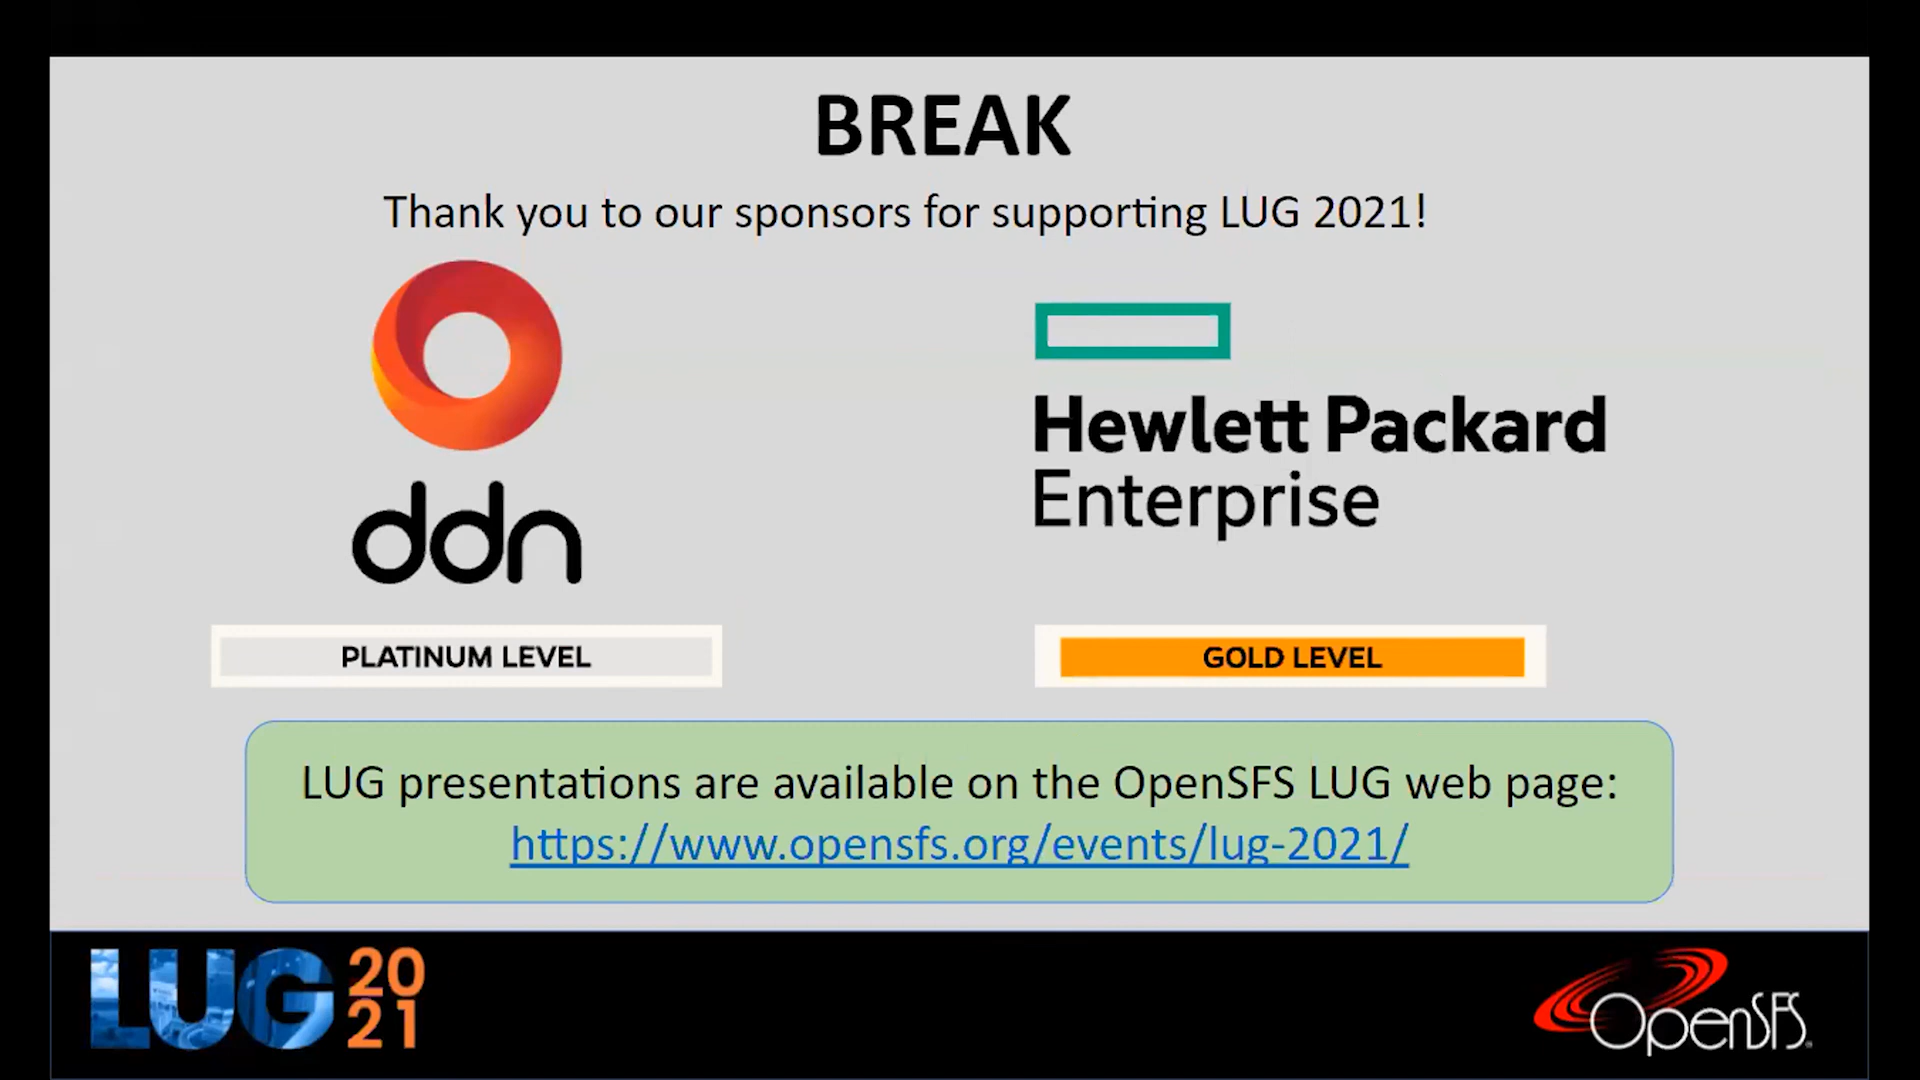 BREAK
Thank you to our sponsors for supporting LUG 2021!
ddn
Hewlett Packard
Enterprise
PLATINUM LEVEL
GOLD LEVEL
LUG presentations are available on the OpenSFS LUG web page:
https://www.opensfs.org/events/lug-2021/
LUG 20
21
OpenSFS